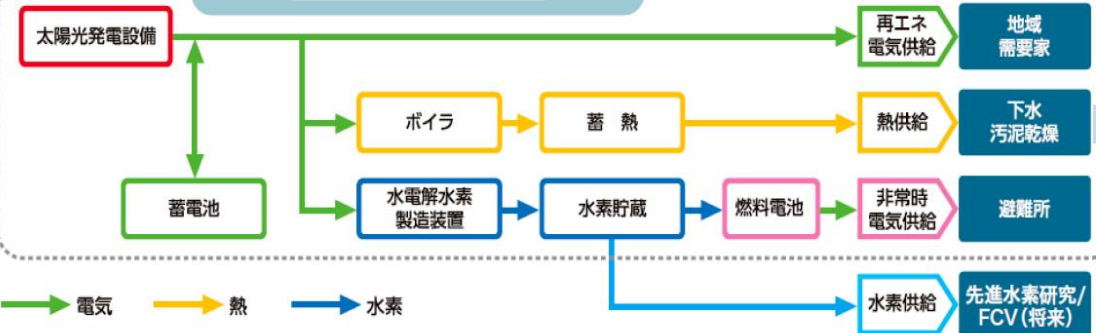 太陽光発電設備
再エネ
電気供給
地域
需要家
ボイラ
蓄 熱
熱供給
下水
汚泥乾燥
蓄電池
水電解水素
製造装置
水素貯蔵
燃料電池
非常時
電気供給
避難所
電気
熱
水素
水素供給
先進水素研究/
FCV(将来)